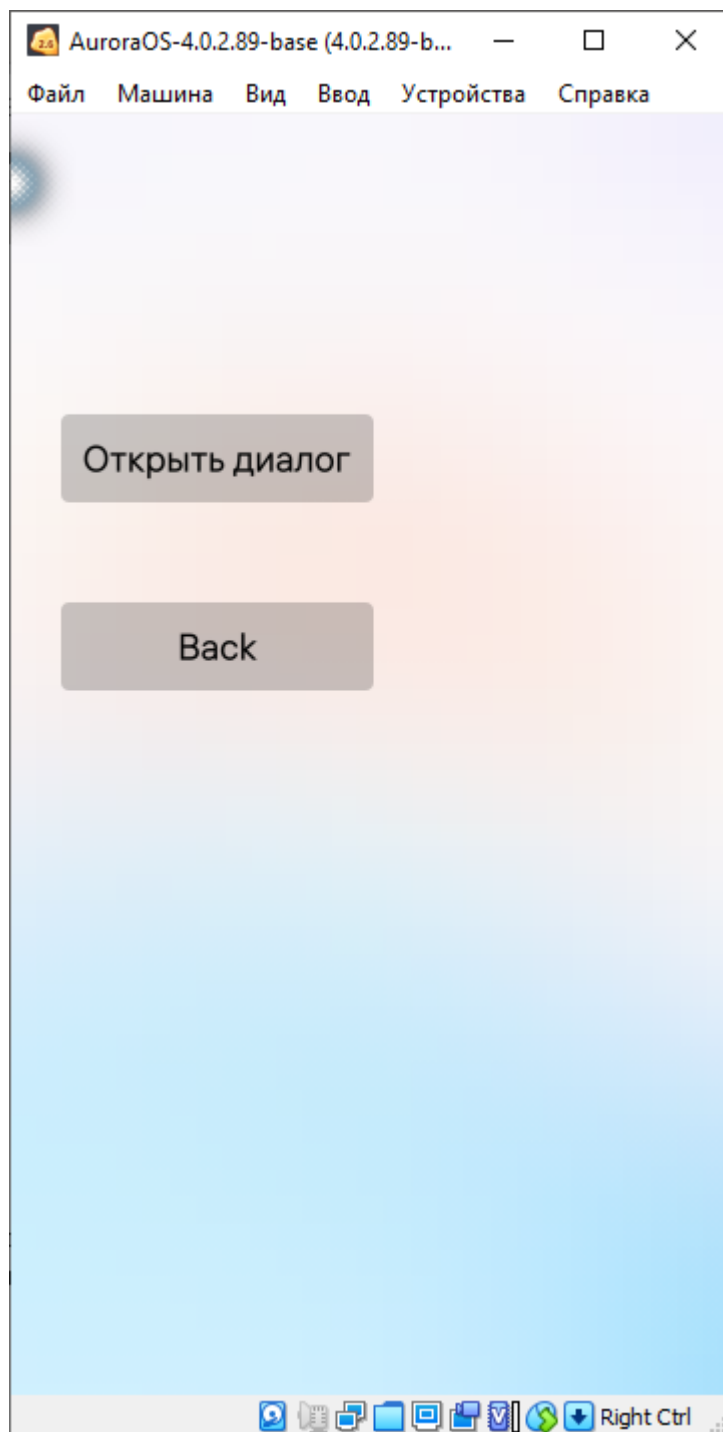 AuroraOS-4.0.2.89-base (4.0.2.89-b...
Файл Машина Вид Ввод Устройства Справка
Открыть диалог
Back
Right Ctrl